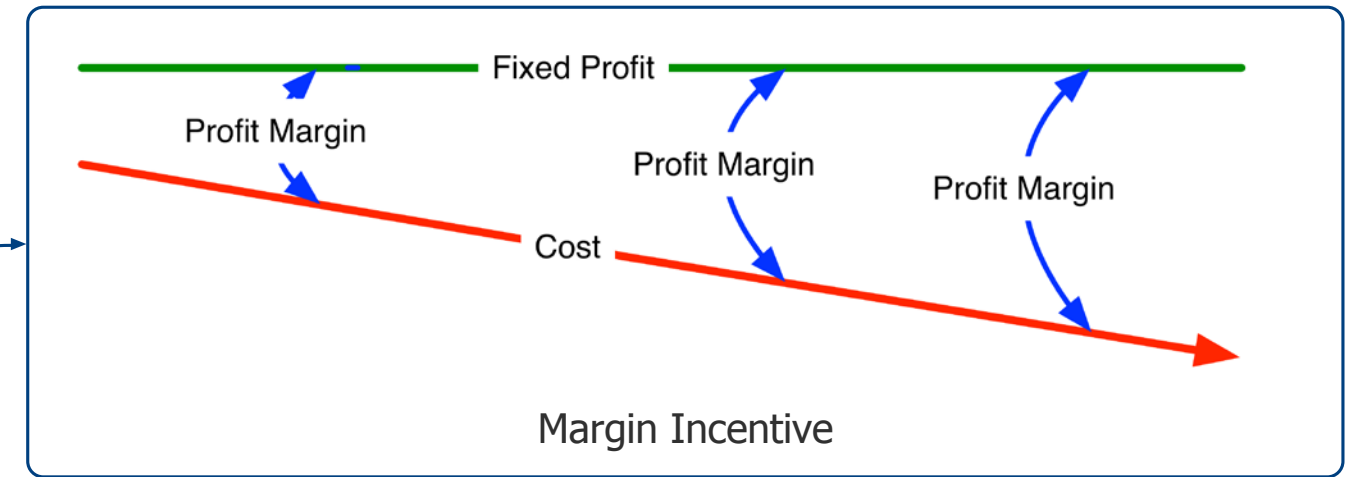 Fixed Profit
Profit Margin
Profit Margin
Profit Margin
Cost
Margin Incentive